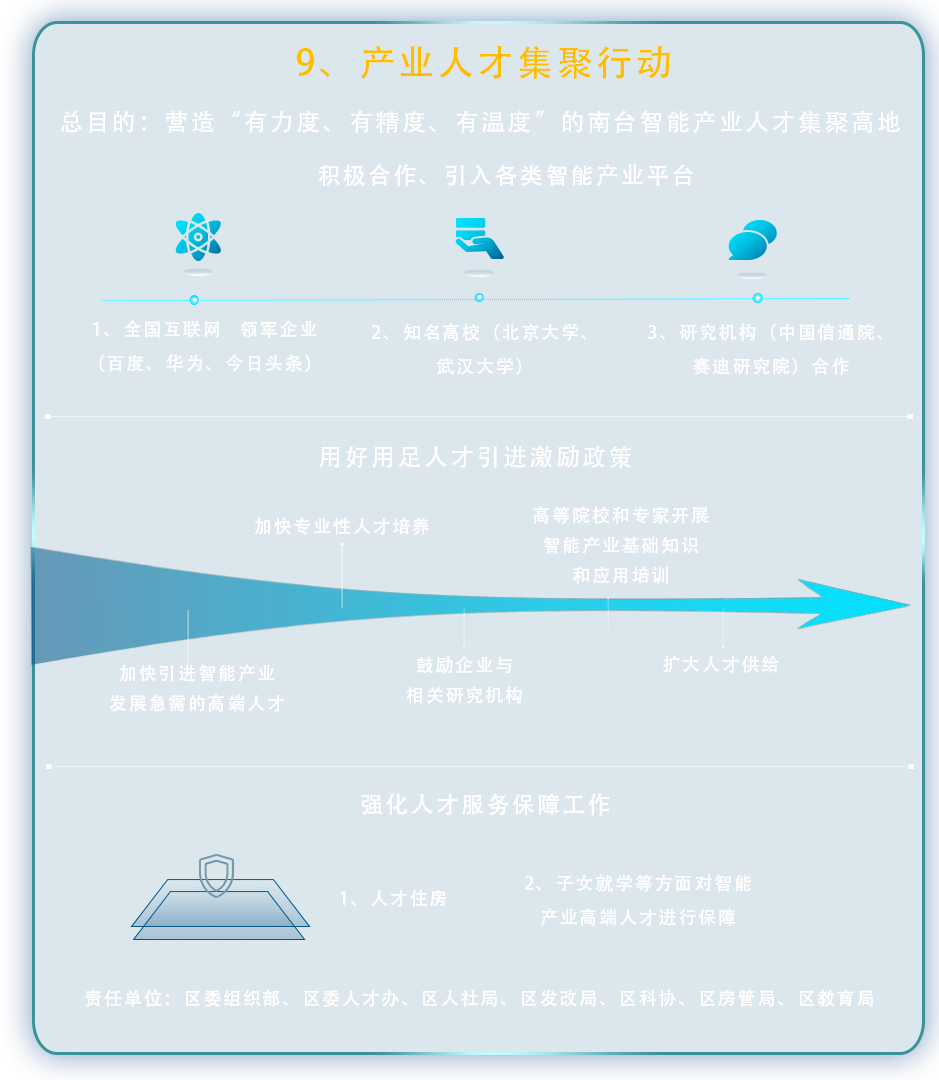 9、产业人才集聚行动
总目的：营造“有力度、有精度、有温度”的南台智能产业人才集聚高地
积极合作、引入各类智能产业平台
1、全国互联网 领军企业
（百度、华为、今日头条）
2、知名高校（北京大学、
武汉大学）
3、研究机构（中国信通院、
赛迪研究院）合作
用好用足人才引进激励政策
加快专业性人才培养
高等院校和专家开展
智能产业基础知识
和应用培训
加快引进智能产业
发展急需的高端人才
鼓励企业与
相关研究机构
扩大人才供给
强化人才服务保障工作
1、人才住房
2、子女就学等方面对智能
产业高端人才进行保障
责任单位：区委组织部、区委人才办、区人社局、区发改局、区科协、区房管局、区教育局